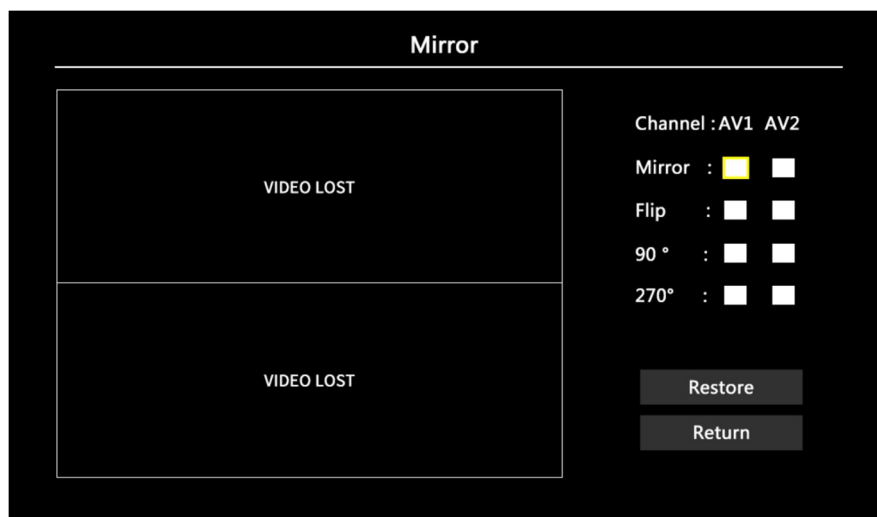 Mirror
VIDEO LOST
VIDEO LOST
Channel : AV1 AV2
Mirror :
Flip :
90 ° :
270° :
Restore
Return